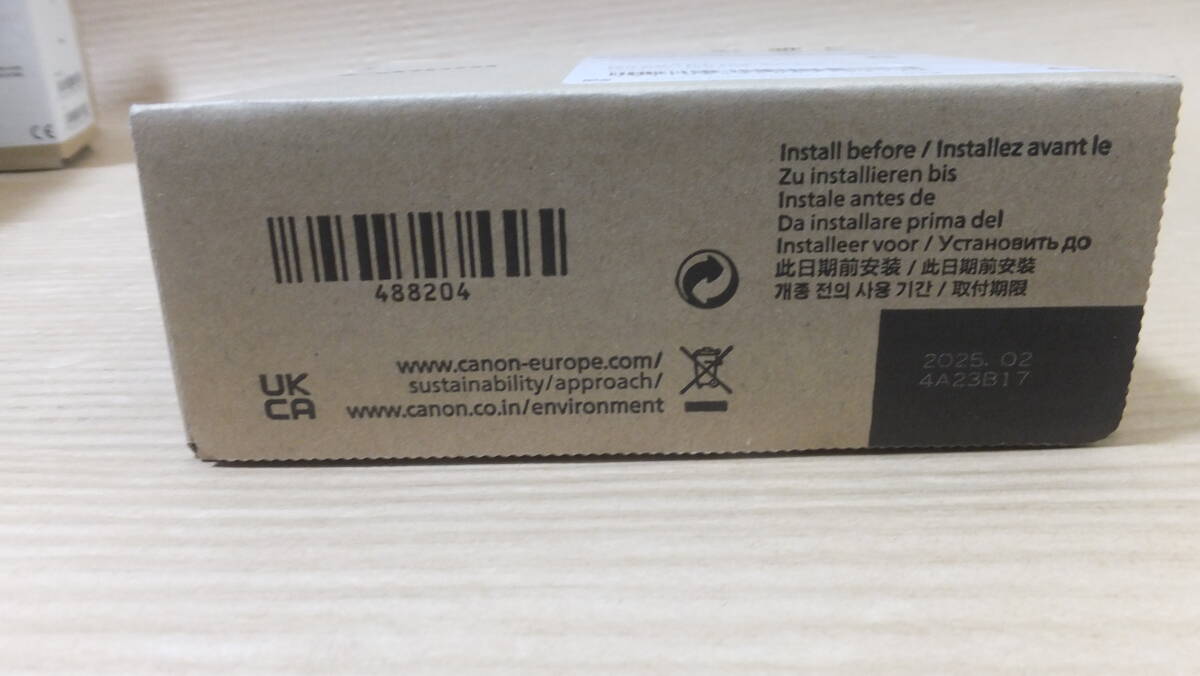 488204
UK
CA
www.canon-europe.com/
sustainability/approach/
www.canon.co.in/environment
Install before / Installez avant le
Zu installieren bis
Instale antes de
Da installare prima del
Installeer voor / Установить до
此日期前安装 / 此日期前安裝
개종 전의 사용 기간 / 取付期限
2025. 02
4A23B17
CE